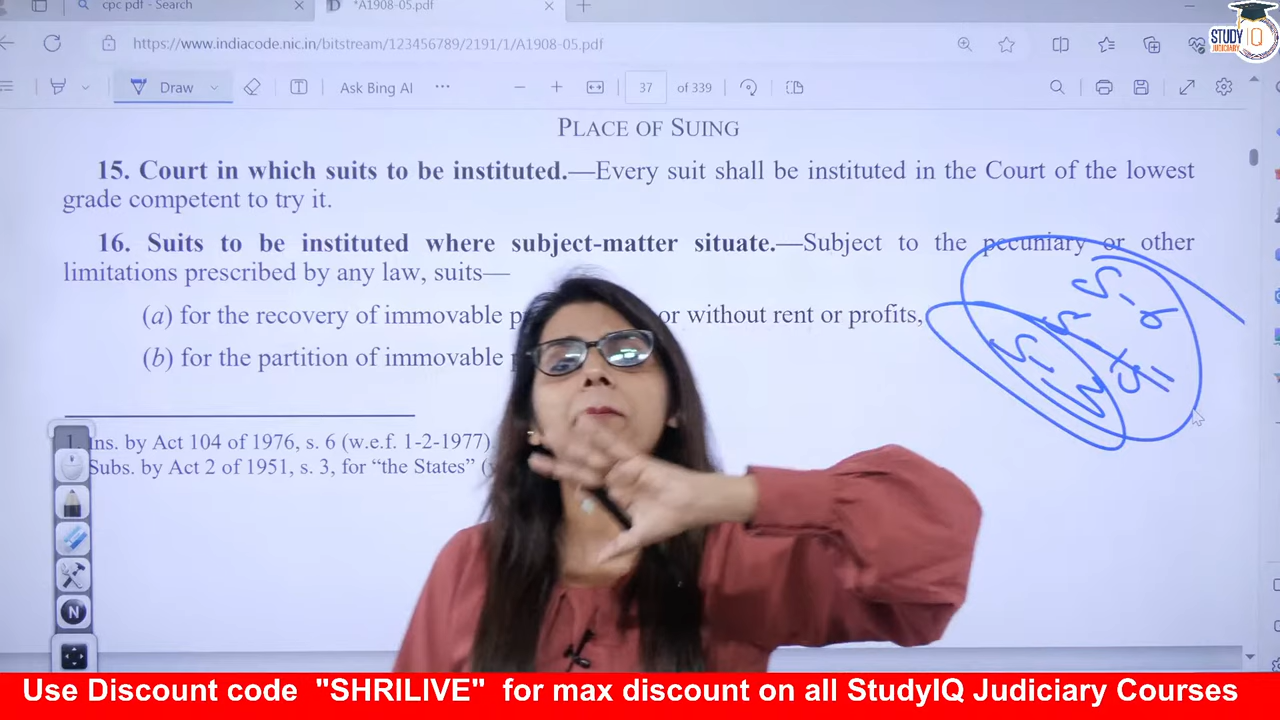 cpc pdf - Search
*A1908-05.pdf
https://www.indiacode.nic.in/bitstream/123456789/2191/1/A1908-05.pdf
STUDY IQ
JUDICIARY
Draw
Ask Bing AI
37 of 339
PLACE OF SUING
15. Court in which suits to be instituted.—Every suit shall be instituted in the Court of the lowest
grade competent to try it.
16. Suits to be instituted where subject-matter situate.—Subject to the pecuniary or other
limitations prescribed by any law, suits—
(a) for the recovery of immovable p or without rent or profits,
(b) for the partition of immovable p
1. Ins. by Act 104 of 1976, s. 6 (w.e.f. 1-2-1977)
Subs. by Act 2 of 1951, s. 3, for “the States” (
N
Use Discount code "SHRILIVE" for max discount on all StudyIQ Judiciary Courses